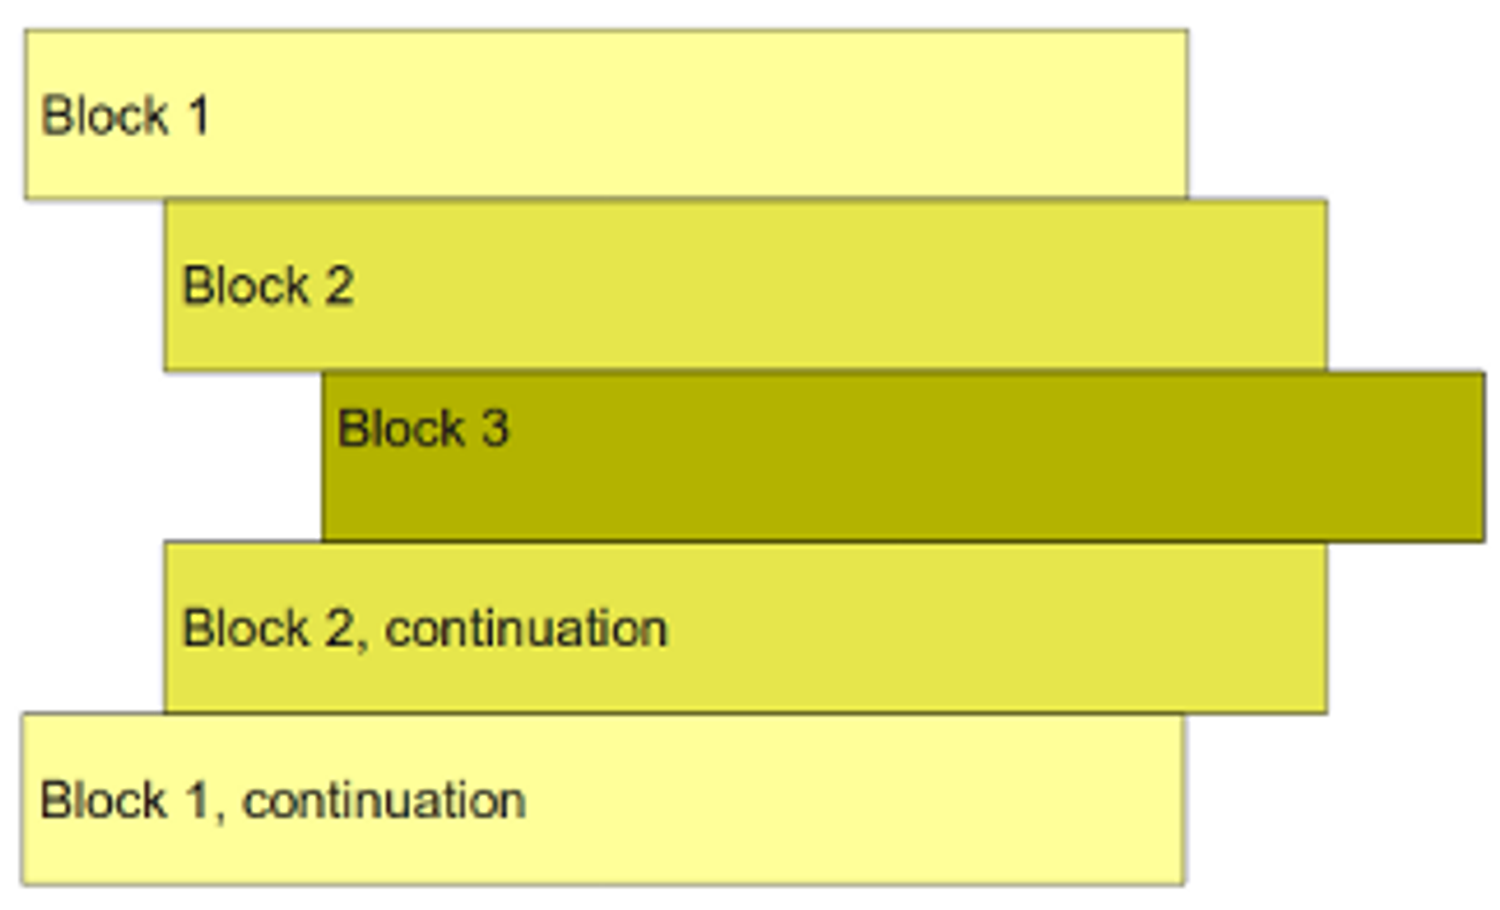 Block 1
Block 2
Block 3
Block 2, continuation
Block 1, continuation